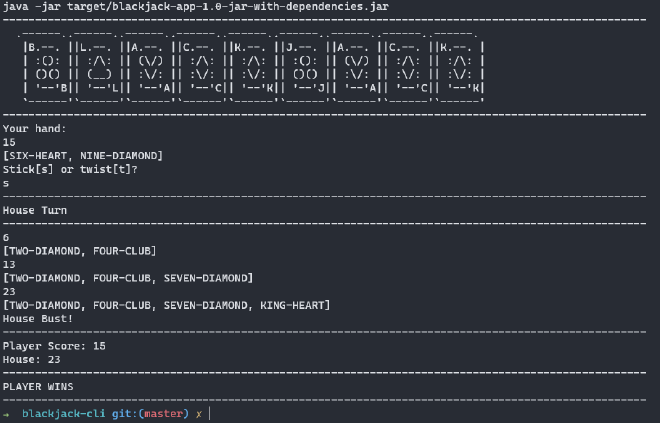 java -jar target/blackjack-app-1.0-jar-with-dependencies.jar
--------------------------------------------------------------------------------
.------..------..------..------..------..------..------..------..------.
|B.--. ||L.--. ||A.--. ||C.--. ||K.--. ||J.--. ||A.--. ||C.--. ||K.--. |
| :(): || :/\: || (\/) || :/\: || :/\: || :(): || (\/) || :/\: || :/\: |
| ()() || (__) || :\/: || :\/: || :\/: || ()() || :\/: || :\/: || :\/: |
| '--'B|| '--'L|| '--'A|| '--'C|| '--'K|| '--'J|| '--'A|| '--'C|| '--'K|
`------'`------'`------'`------'`------'`------'`------'`------'`------'
--------------------------------------------------------------------------------
Your hand:
15
[SIX-HEART, NINE-DIAMOND]
Stick[s] or twist[t]?
s
--------------------------------------------------------------------------------
House Turn
--------------------------------------------------------------------------------
6
[TWO-DIAMOND, FOUR-CLUB]
13
[TWO-DIAMOND, FOUR-CLUB, SEVEN-DIAMOND]
23
[TWO-DIAMOND, FOUR-CLUB, SEVEN-DIAMOND, KING-HEART]
House Bust!
--------------------------------------------------------------------------------
Player Score: 15
House: 23
--------------------------------------------------------------------------------
PLAYER WINS
--------------------------------------------------------------------------------
→ blackjack-cli git:(master) ✗